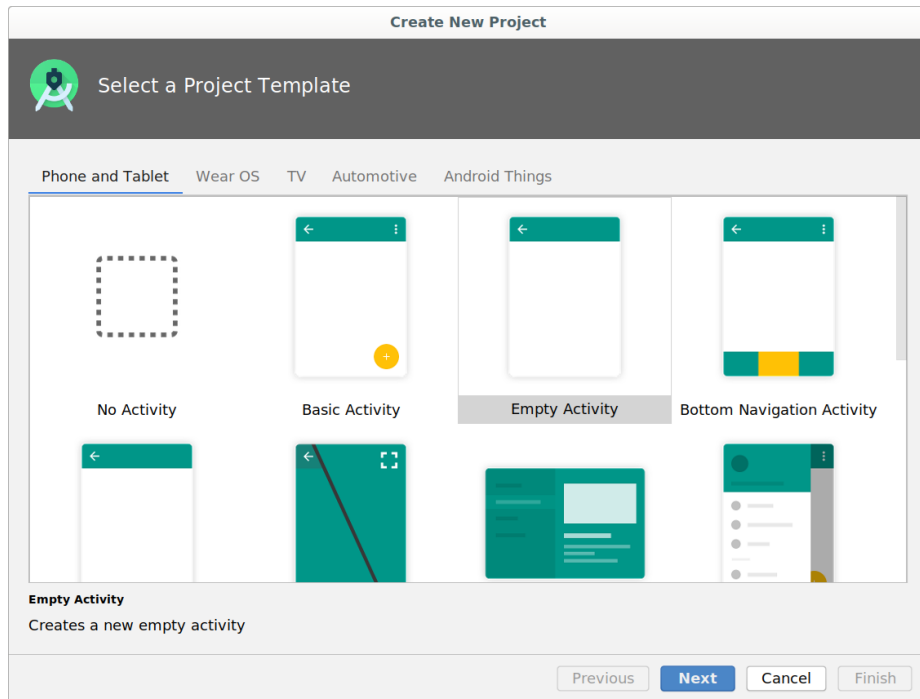 Create New Project
Select a Project Template
Phone and Tablet Wear OS TV Automotive Android Things
No Activity Basic Activity Empty Activity Bottom Navigation Activity
Empty Activity
Creates a new empty activity
Previous Next Cancel Finish